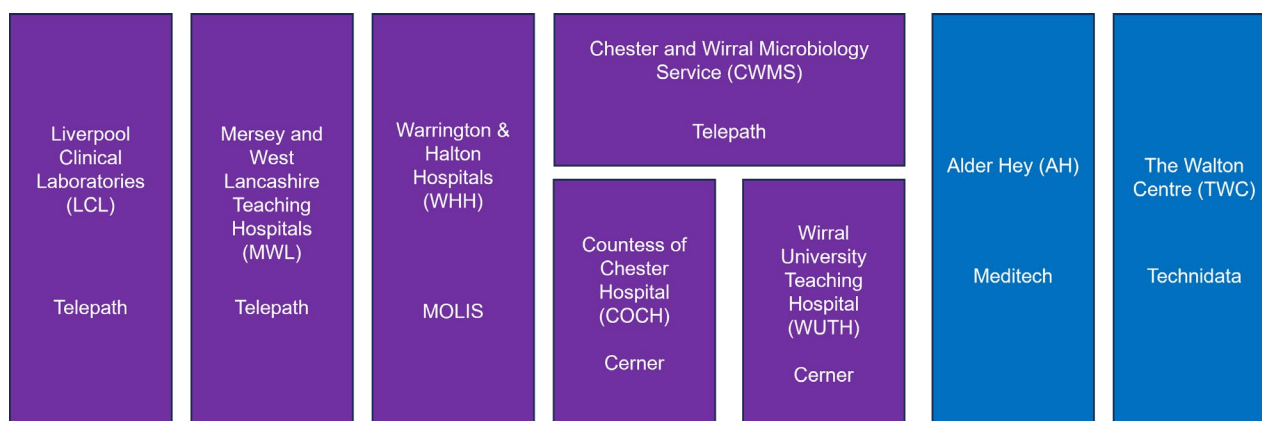 Liverpool
Clinical
Laboratories
(LCL)
Telepath
Mersey and
West
Lancashire
Teaching
Hospitals
(MWL)
Telepath
Warrington &
Halton
Hospitals
(WHH)
MOLIS
Chester and Wirral Microbiology
Service (CWMS)
Telepath
Countess of
Chester
Hospital
(COCH)
Cerner
Wirral
University
Teaching
Hospital
(WUTH)
Cerner
Alder Hey (AH)
Meditech
The Walton
Centre (TWC)
Technidata